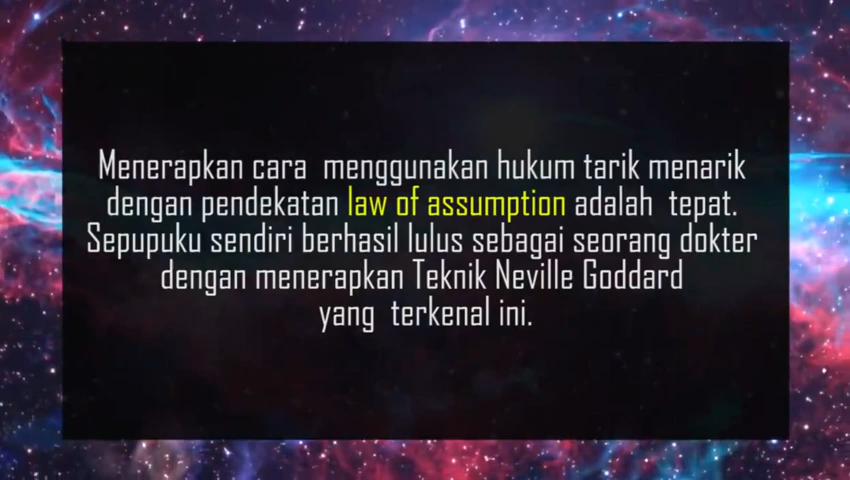 Menerapkan cara menggunakan hukum tarik menarik
dengan pendekatan law of assumption adalah tepat.
Sepupuku sendiri berhasil lulus sebagai seorang dokter
dengan menerapkan Teknik Neville Goddard
yang terkenal ini.